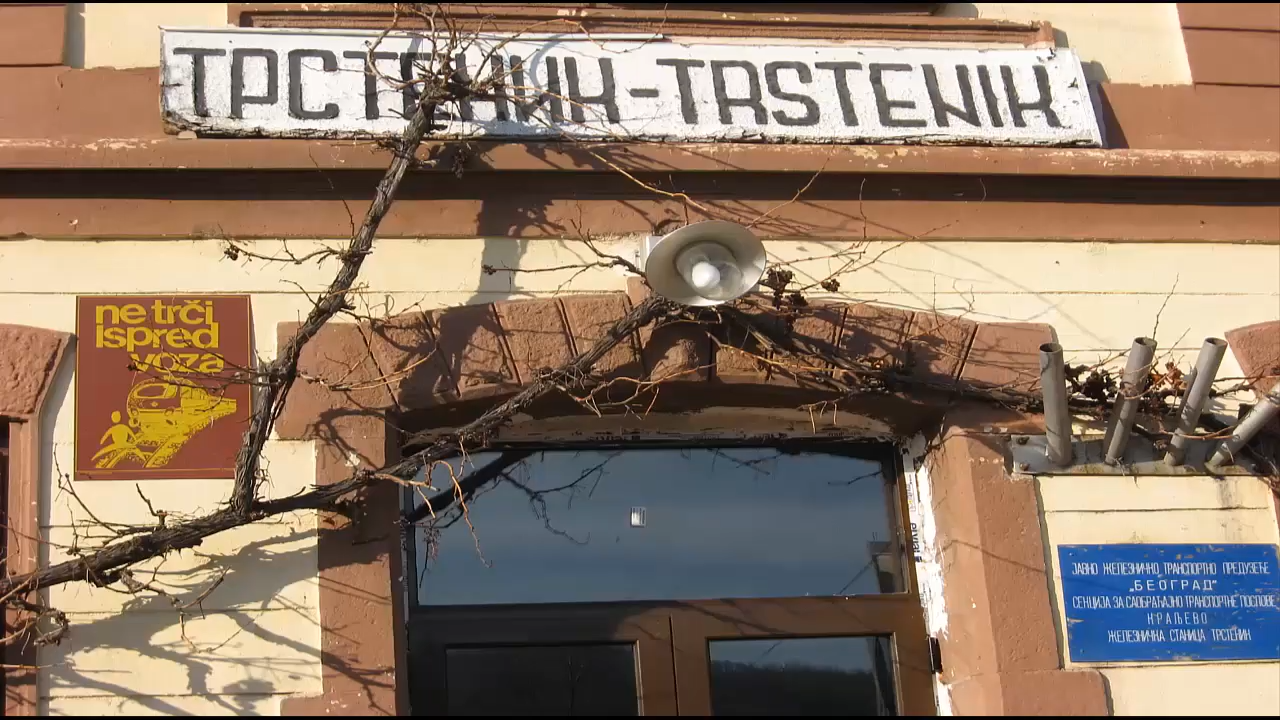 ТРСТЕНИК-TRSTENIK
ne trči
ispred
voza
ЈАВНО ЖЕЛЕЗНИЧНО ТРАНСПОРТНО ПРЕДУЗЕЋЕ
„БЕОГРАД”
СЕКЦИЈА ЗА САОБРАЋАЈНО ТРАНСПОРТНЕ ПОСЛОВЕ
КРАЉЕВО
ЖЕЛЕЗНИЧКА СТАНИЦА ТРСТЕНИК